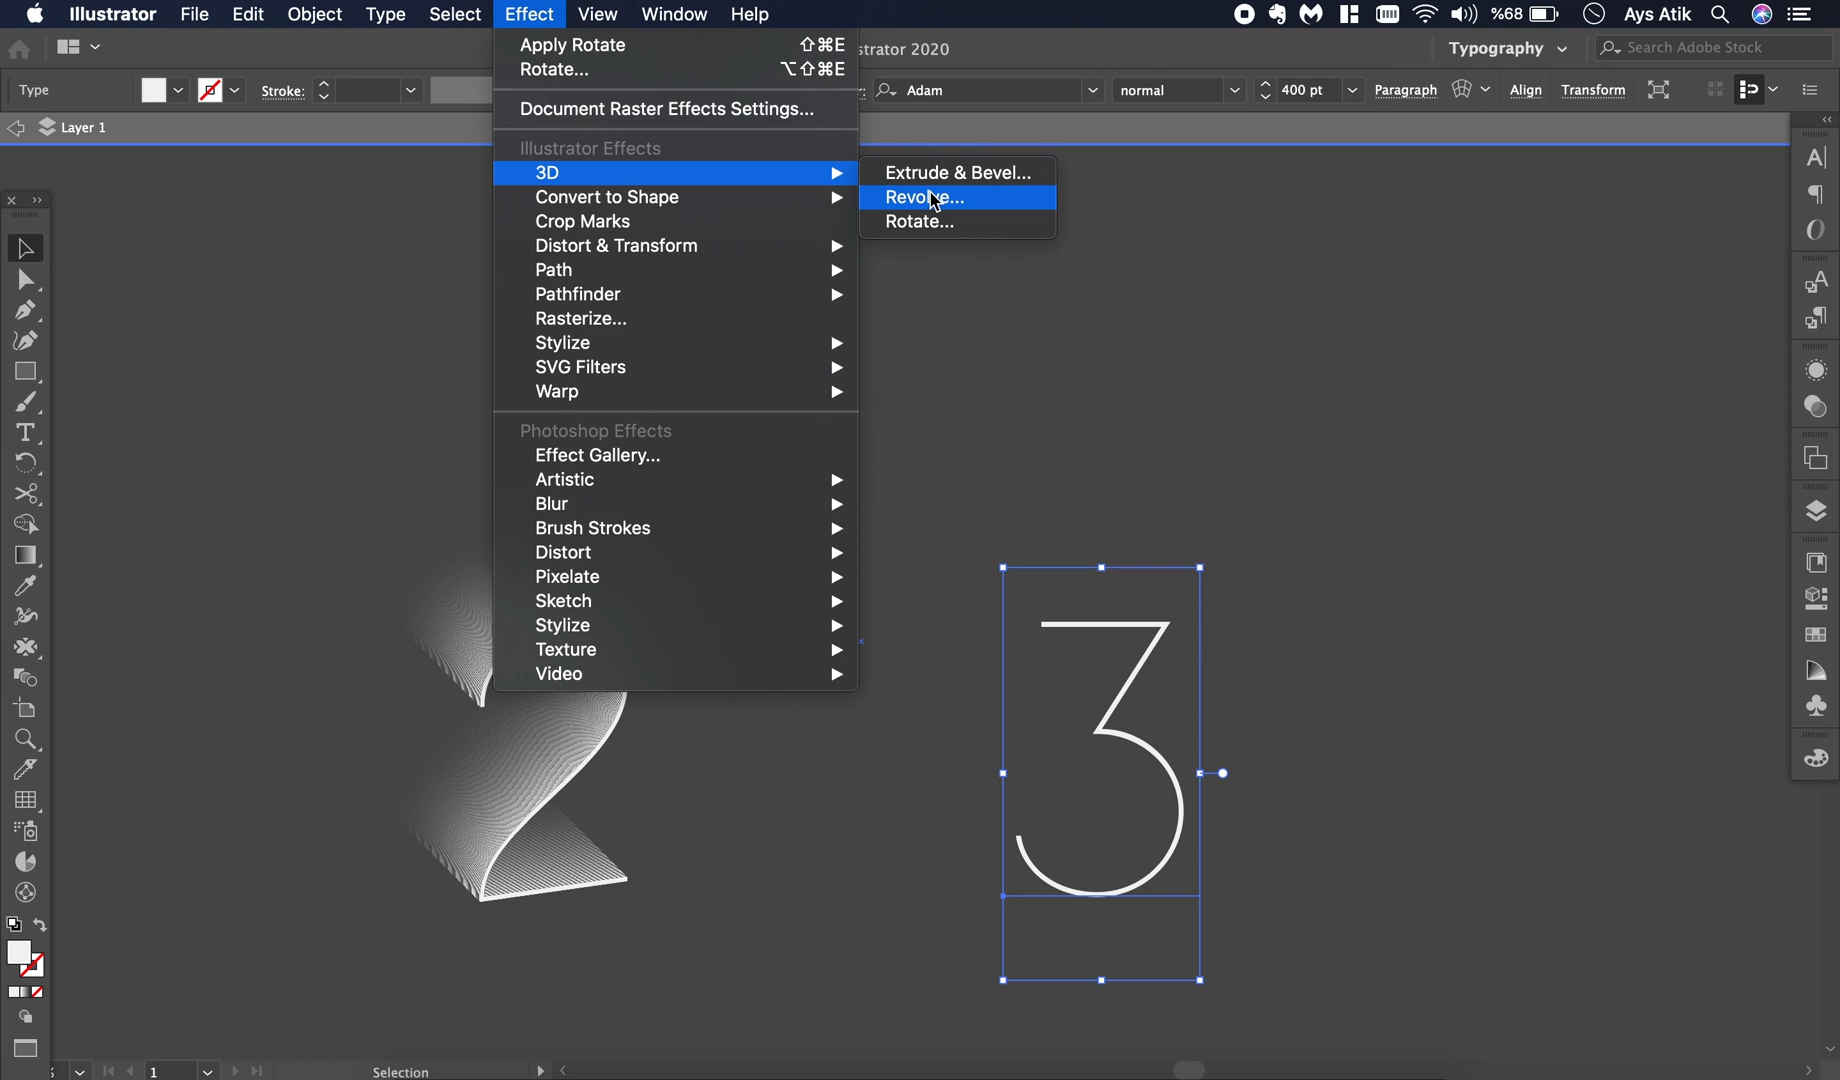 Illustrator File Edit Object Type Select Effect View Window Help %68 Ays Atik
strator 2020 Typography Search Adobe Stock
Type Stroke: Adam normal 400 pt Paragraph Align Transform
Layer 1
Apply Rotate ⇧⌘E
Rotate... ⌥⇧⌘E
Document Raster Effects Settings...
Illustrator Effects
3D
Convert to Shape
Crop Marks
Distort & Transform
Path
Pathfinder
Rasterize...
Stylize
SVG Filters
Warp
Photoshop Effects
Effect Gallery...
Artistic
Blur
Brush Strokes
Distort
Pixelate
Sketch
Stylize
Texture
Video
Extrude & Bevel...
Revolve...
Rotate...
3
1 Selection